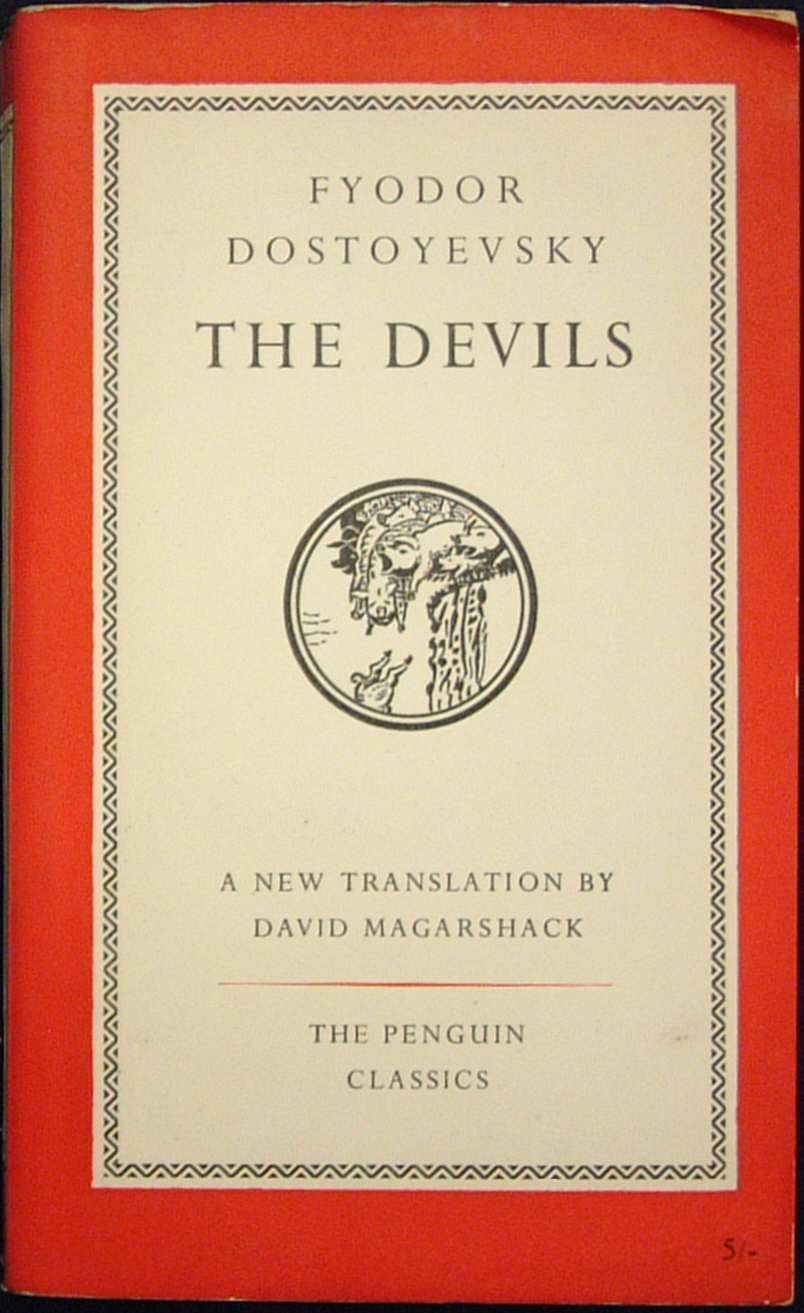 FYODOR
DOSTOYEVSKY
THE DEVILS
A NEW TRANSLATION BY
DAVID MAGARSHACK
THE PENGUIN
CLASSICS
5/-